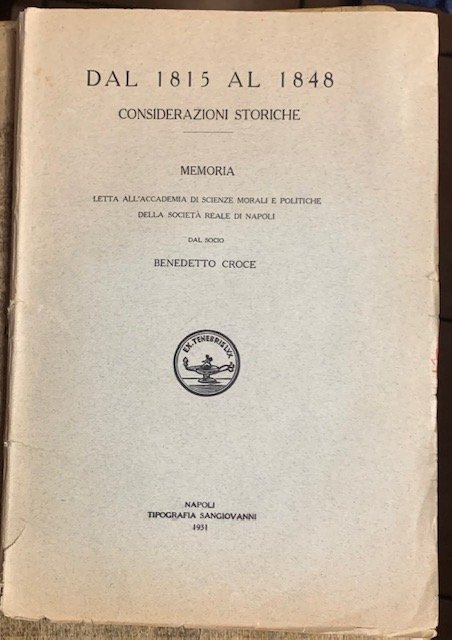 DAL 1815 AL 1848
CONSIDERAZIONI STORICHE
MEMORIA
LETTA ALL'ACCADEMIA DI SCIENZE MORALI E POLITICHE
DELLA SOCIETÀ REALE DI NAPOLI
DAL SOCIO
BENEDETTO CROCE
EX·TENEBRIS LVX
NAPOLI
TIPOGRAFIA SANGIOVANNI
1931